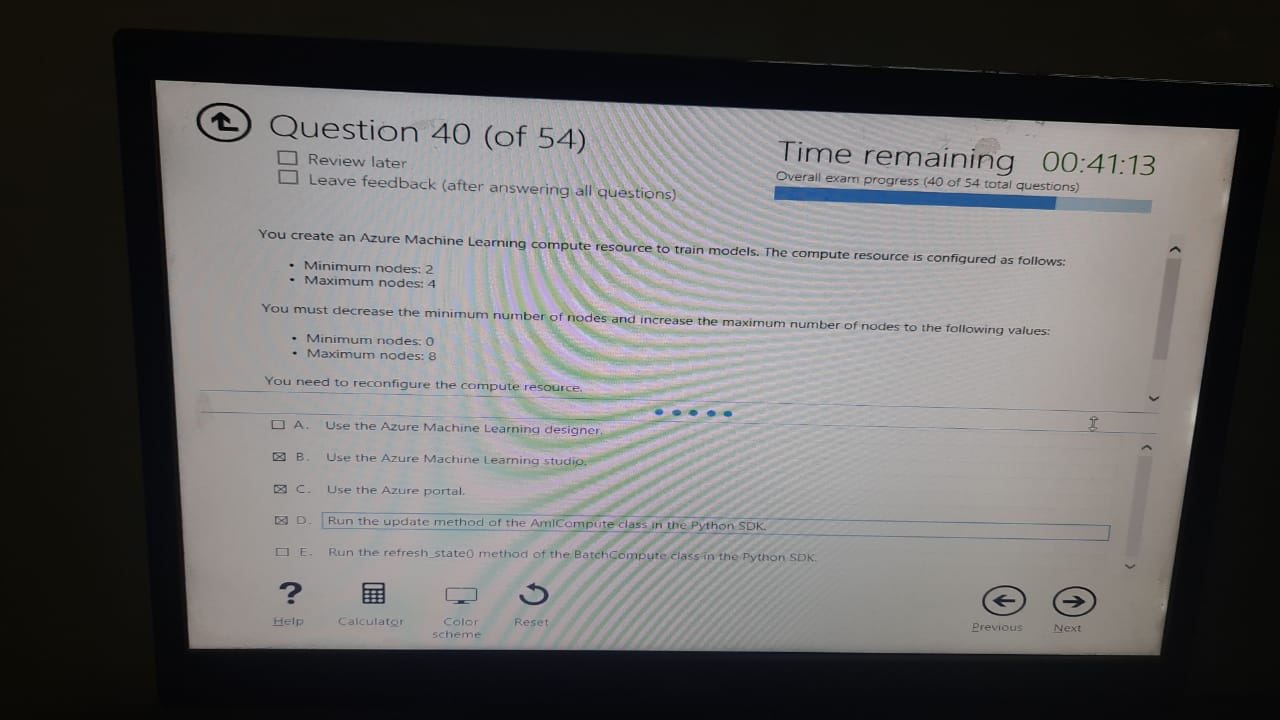 Question 40 (of 54)
Review later
Leave feedback (after answering all questions)
Time remaining 00:41:13
Overall exam progress (40 of 54 total questions)
You create an Azure Machine Learning compute resource to train models. The compute resource is configured as follows:
• Minimum nodes: 2
• Maximum nodes: 4
You must decrease the minimum number of nodes and increase the maximum number of nodes to the following values:
• Minimum nodes: 0
• Maximum nodes: 8
You need to reconfigure the compute resource.
A. Use the Azure Machine Learning designer.
B. Use the Azure Machine Learning studio.
C. Use the Azure portal.
D. Run the update method of the AmlCompute class in the Python SDK.
E. Run the refresh_state() method of the BatchCompute class in the Python SDK.
Help
Calculator
Color
scheme
Reset
Previous
Next